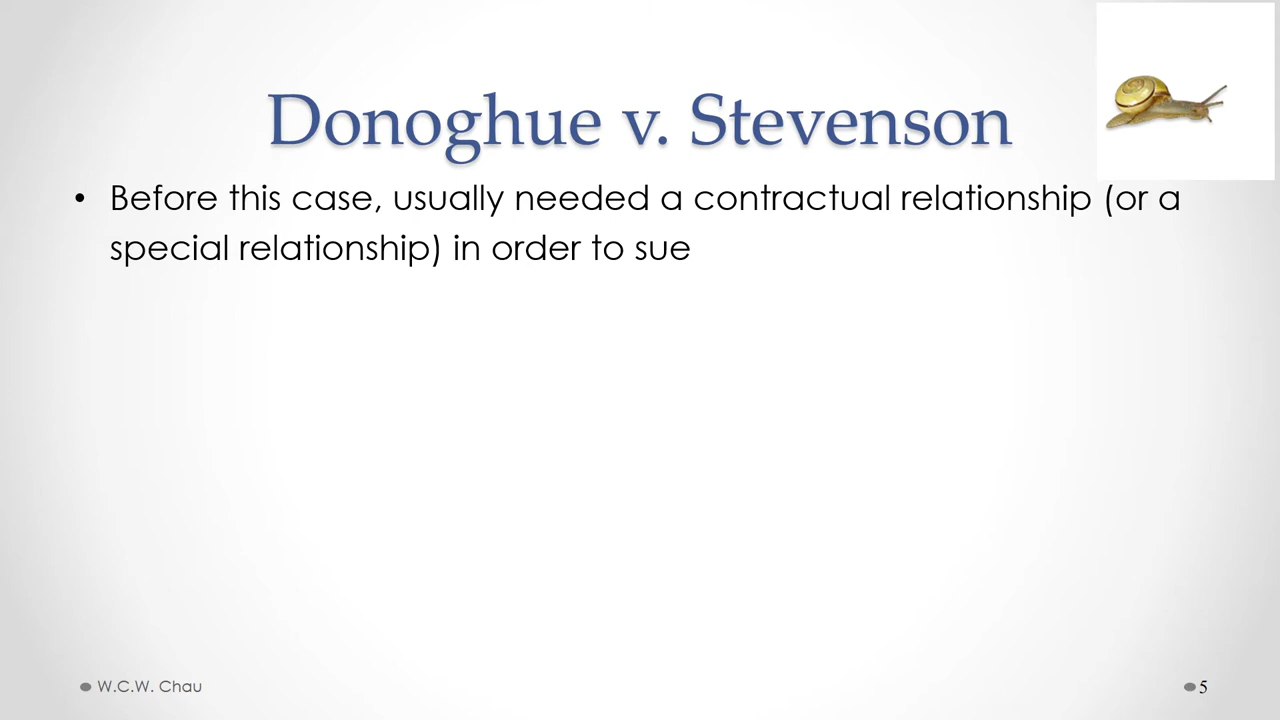 Donoghue v. Stevenson
• Before this case, usually needed a contractual relationship (or a
special relationship) in order to sue
W.C.W. Chau
5